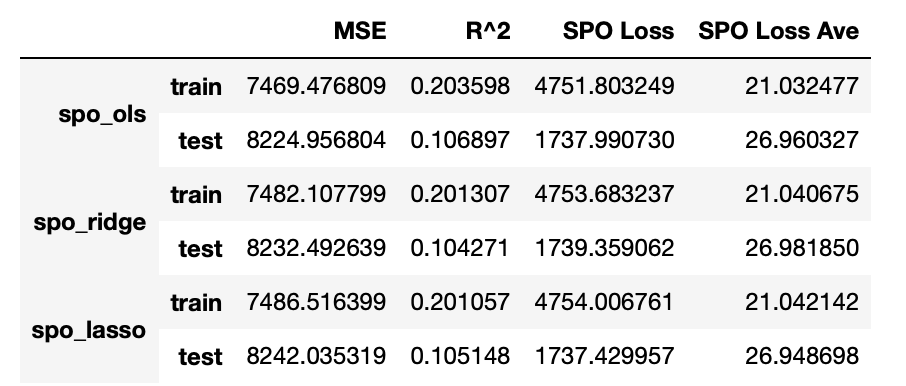 MSE R^2 SPO Loss SPO Loss Ave
spo_ols train 7469.476809 0.203598 4751.803249 21.032477
test 8224.956804 0.106897 1737.990730 26.960327
spo_ridge train 7482.107799 0.201307 4753.683237 21.040675
test 8232.492639 0.104271 1739.359062 26.981850
spo_lasso train 7486.516399 0.201057 4754.006761 21.042142
test 8242.035319 0.105148 1737.429957 26.948698